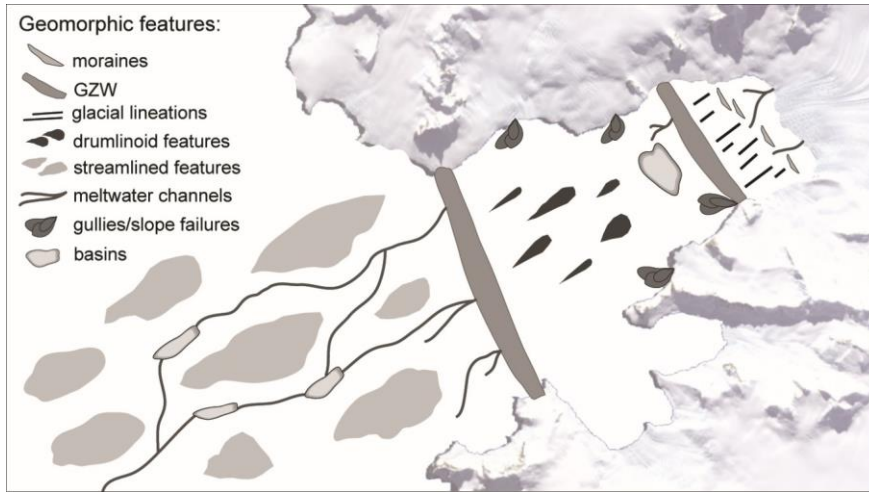 Geomorphic features:
moraines
GZW
glacial lineations
drumlinoid features
streamlined features
meltwater channels
gullies/slope failures
basins